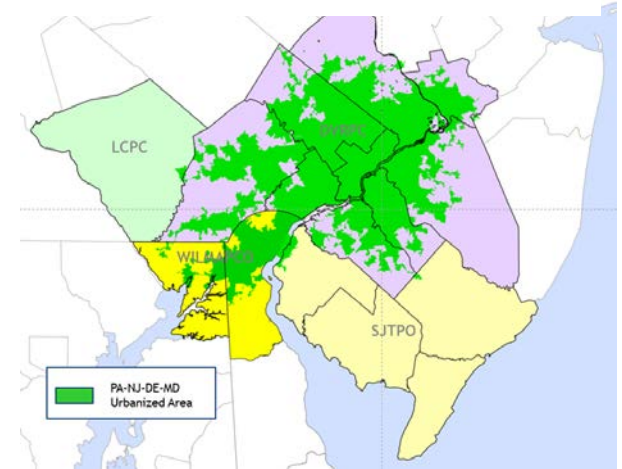 DVRPC
LCPC
WILMAPCO
SJTPO
PA-NJ-DE-MD
Urbanized Area